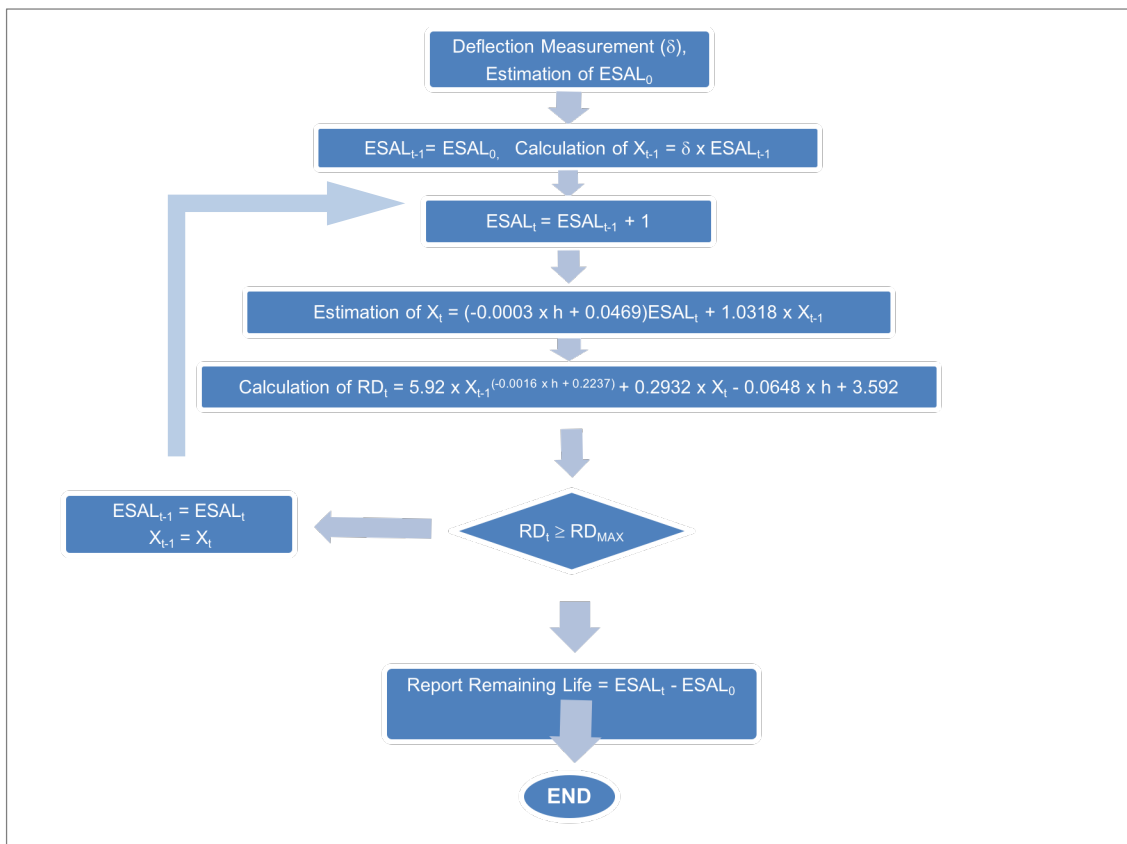 Deflection Measurement (δ),
Estimation of ESAL₀
ESALₜ₋₁= ESAL₀, Calculation of Xₜ₋₁ = δ x ESALₜ₋₁
ESALₜ = ESALₜ₋₁ + 1
Estimation of Xₜ = (-0.0003 x h + 0.0469)ESALₜ + 1.0318 x Xₜ₋₁
Calculation of RDₜ = 5.92 x Xₜ₋₁^(-0.0016 x h + 0.2237) + 0.2932 x Xₜ - 0.0648 x h + 3.592
ESALₜ₋₁ = ESALₜ
Xₜ₋₁ = Xₜ
RDₜ ≥ RD_MAX
Report Remaining Life = ESALₜ - ESAL₀
END